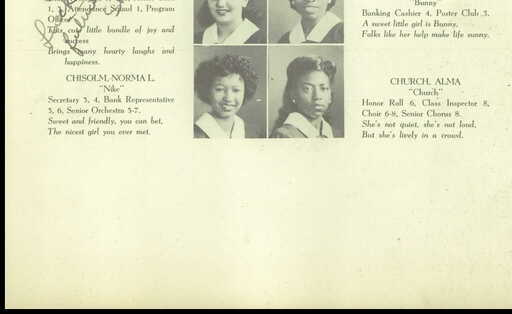 1, 3, Attendance Squad 1, Program
Office
This cute little bundle of joy and
success
Brings many hearty laughs and
happiness.
CHISOLM, NORMA L.
"Nike"
Secretary 3, 4, Bank Representative
5, 6, Senior Orchestra 5-7.
Sweet and friendly, you can bet,
The nicest girl you ever met.
"Bunny"
Banking Cashier 4, Poster Club 3.
A sweet little girl is Bunny,
Folks like her help make life sunny.
CHURCH, ALMA
"Church"
Honor Roll 6, Class Inspector 8,
Choir 6-8, Senior Chorus 8.
She's not quiet, she's not loud,
But she's lively in a crowd.